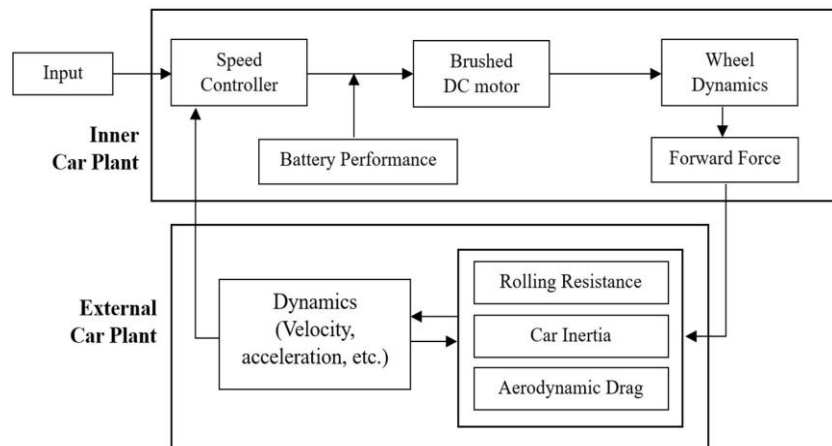 Input
Speed
Controller
Brushed
DC motor
Wheel
Dynamics
Inner
Car Plant
Battery Performance
Forward Force
External
Car Plant
Dynamics
(Velocity,
acceleration, etc.)
Rolling Resistance
Car Inertia
Aerodynamic Drag